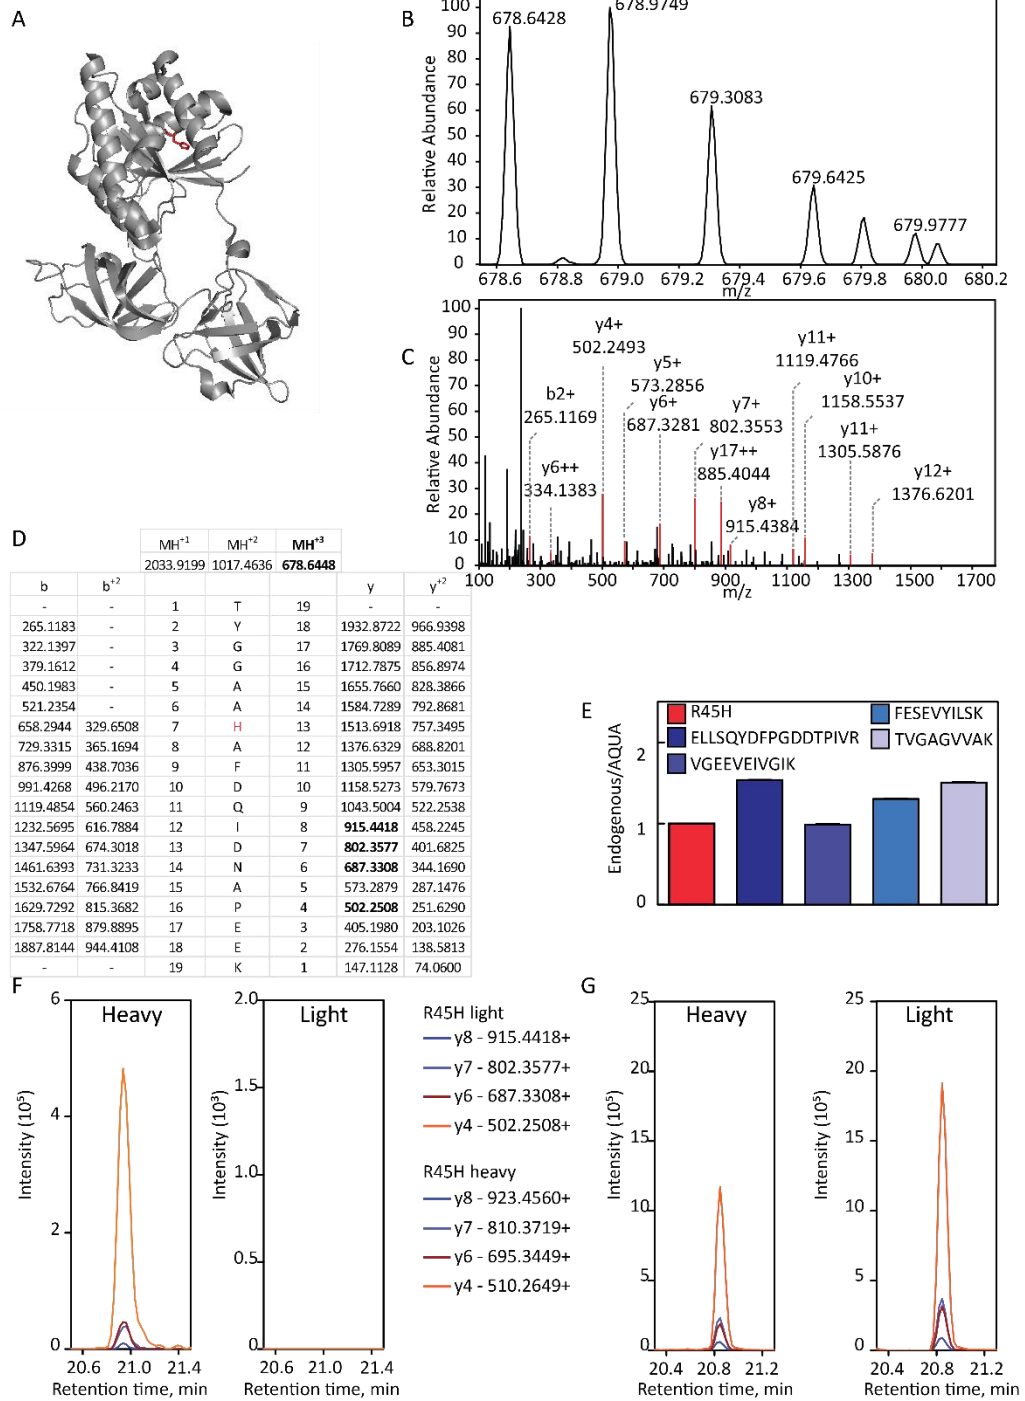 A
B
Relative Abundance
100
90
80
70
60
50
40
30
20
10
0
678.6428
678.9749
679.3083
679.6425
679.9777
678.6 678.8 679.0 679.2 679.4 679.6 679.8 680.0 680.2
m/z
C
Relative Abundance
100
90
80
70
60
50
40
30
20
10
0
b2+
265.1169
y6++
334.1383
y4+
502.2493
y5+
573.2856
y6+
687.3281
y7+
802.3553
y17++
885.4044
y8+
915.4384
y11+
1119.4766
y10+
1158.5537
y11+
1305.5876
y12+
1376.6201
100 300 500 700 900 1100 1300 1500 1700
m/z
D
MH+1 MH+2 MH+3
2033.9199 1017.4636 678.6448
b b+2 y y+2
- - 1 T 19 - -
265.1183 - 2 Y 18 1932.8722 966.9398
322.1397 - 3 G 17 1769.8089 885.4081
379.1612 - 4 G 16 1712.7875 856.8974
450.1983 - 5 A 15 1655.7660 828.3866
521.2354 - 6 A 14 1584.7289 792.8681
658.2944 329.6508 7 H 13 1513.6918 757.3495
729.3315 365.1694 8 A 12 1376.6329 688.8201
876.3999 438.7036 9 F 11 1305.5957 653.3015
991.4268 496.2170 10 D 10 1158.5273 579.7673
1119.4854 560.2463 11 Q 9 1043.5004 522.2538
1232.5695 616.7884 12 I 8 915.4418 458.2245
1347.5964 674.3018 13 D 7 802.3577 401.6825
1461.6393 731.3233 14 N 6 687.3308 344.1690
1532.6764 766.8419 15 A 5 573.2879 287.1476
1629.7292 815.3682 16 P 4 502.2508 251.6290
1758.7718 879.8895 17 E 3 405.1980 203.1026
1887.8144 944.4108 18 E 2 276.1554 138.5813
- - 19 K 1 147.1128 74.0600
E
Endogenous/AQUA
2
1
0
R45H
ELLSQYDFPGDDTPIVR
VGEEVEIVGIK
FESEVYILSK
TVGAGVVAK
F
Heavy
Intensity (10⁵)
6
4
2
0
20.6 21.0 21.4
Retention time, min
Light
Intensity (10³)
2.0
1.5
1.0
0.5
0
20.6 21.0 21.4
Retention time, min
R45H light
y8 - 915.4418+
y7 - 802.3577+
y6 - 687.3308+
y4 - 502.2508+
R45H heavy
y8 - 923.4560+
y7 - 810.3719+
y6 - 695.3449+
y4 - 510.2649+
G
Heavy
Intensity (10⁵)
25
20
15
10
5
0
20.4 20.8 21.2
Retention time, min
Light
Intensity (10⁵)
25
20
15
10
5
0
20.4 20.8 21.2
Retention time, min